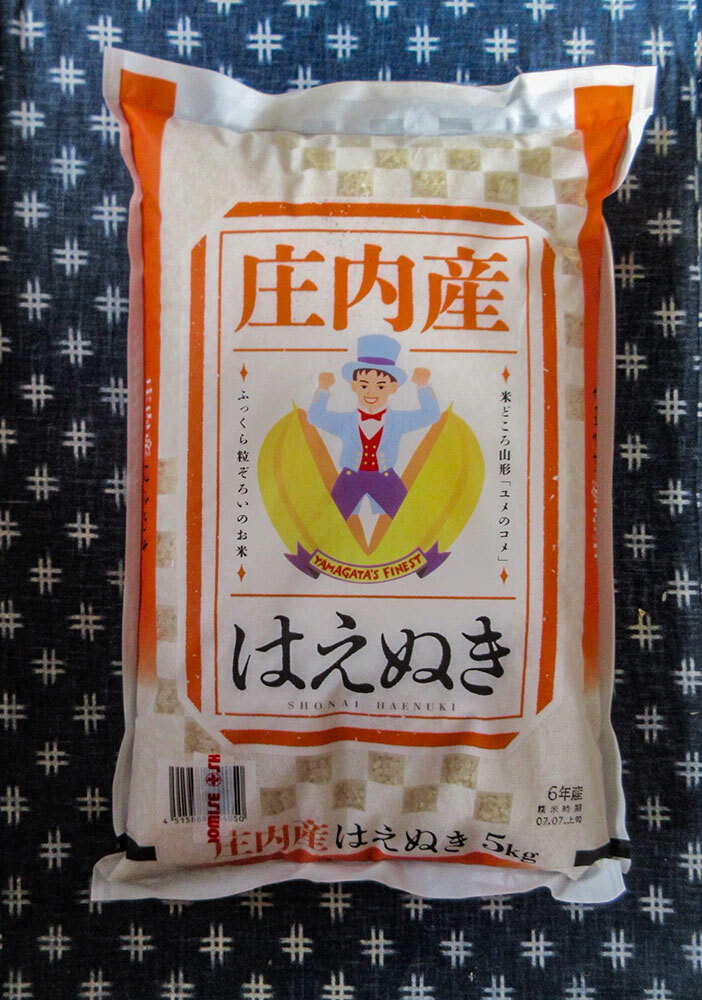 庄内産
米どころ山形「ユメのコメ」
ふっくら粒ぞろいのお米
YAMAGATA'S FINEST
はえぬき
SHONAI HAENUKI
6年産
精米時期
07.07.上旬
庄内産はえぬき 5kg